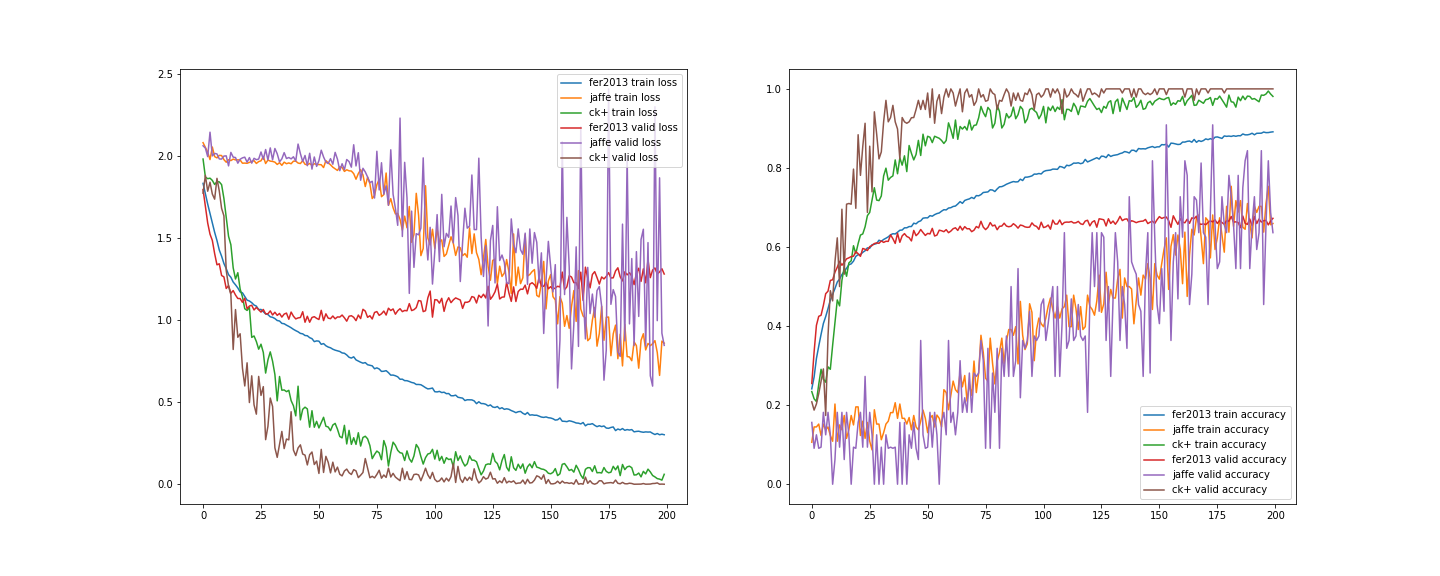 2.5
2.0
1.5
1.0
0.5
0.0
0 25 50 75 100 125 150 175 200
fer2013 train loss
jaffe train loss
ck+ train loss
fer2013 valid loss
jaffe valid loss
ck+ valid loss
1.0
0.8
0.6
0.4
0.2
0.0
0 25 50 75 100 125 150 175 200
fer2013 train accuracy
jaffe train accuracy
ck+ train accuracy
fer2013 valid accuracy
jaffe valid accuracy
ck+ valid accuracy